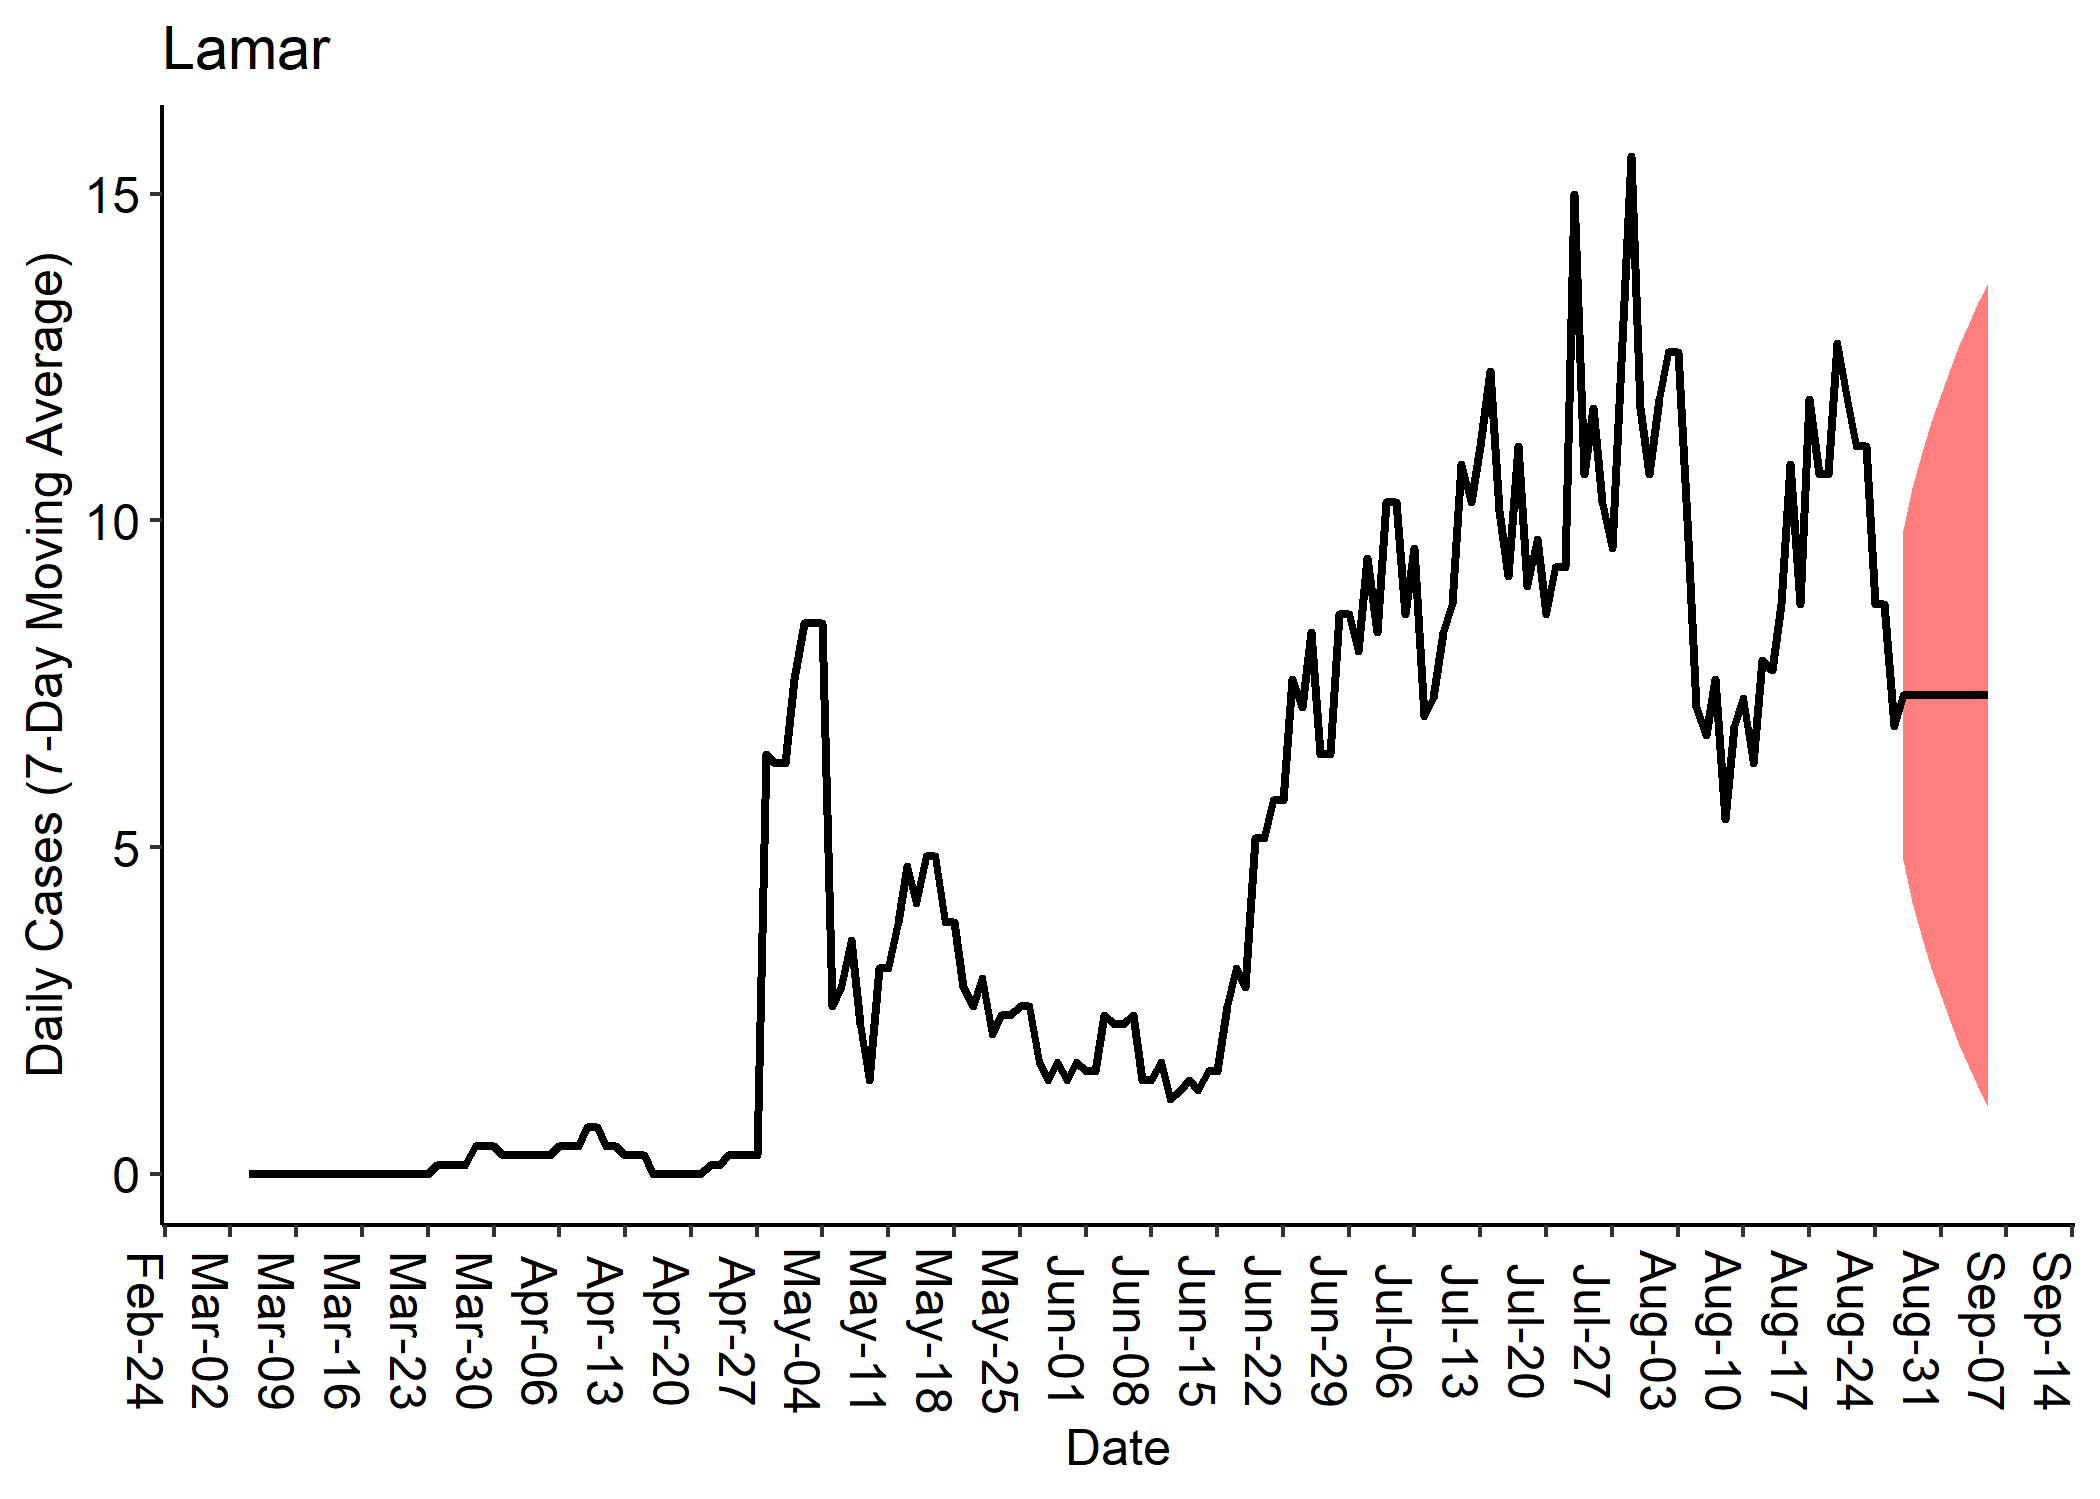 Lamar
Daily Cases (7-Day Moving Average)
15
10
5
0
Feb-24
Mar-02
Mar-09
Mar-16
Mar-23
Mar-30
Apr-06
Apr-13
Apr-20
Apr-27
May-04
May-11
May-18
May-25
Jun-01
Jun-08
Jun-15
Jun-22
Jun-29
Jul-06
Jul-13
Jul-20
Jul-27
Aug-03
Aug-10
Aug-17
Aug-24
Aug-31
Sep-07
Sep-14
Date